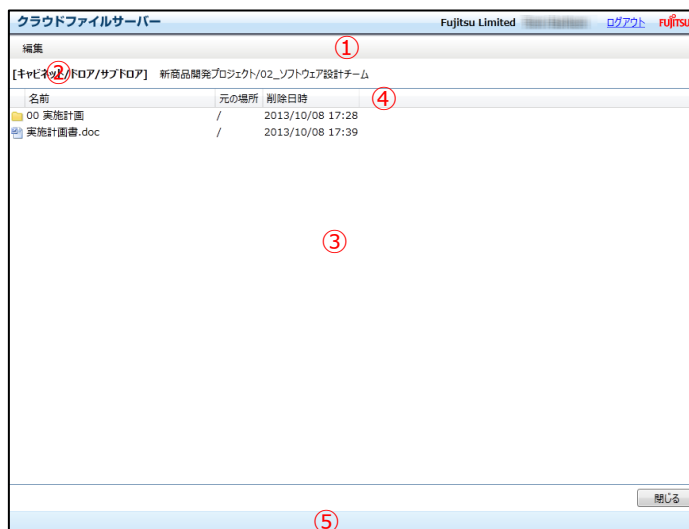 クラウドファイルサーバー Fujitsu Limited ログアウト FUJITSU
編集 ①
[キャビネット/ドロア/サブドロア] 新商品開発プロジェクト/02_ソフトウェア設計チーム
②
名前 元の場所 削除日時 ④
00 実施計画 / 2013/10/08 17:28
実施計画書.doc / 2013/10/08 17:39
③
閉じる
⑤